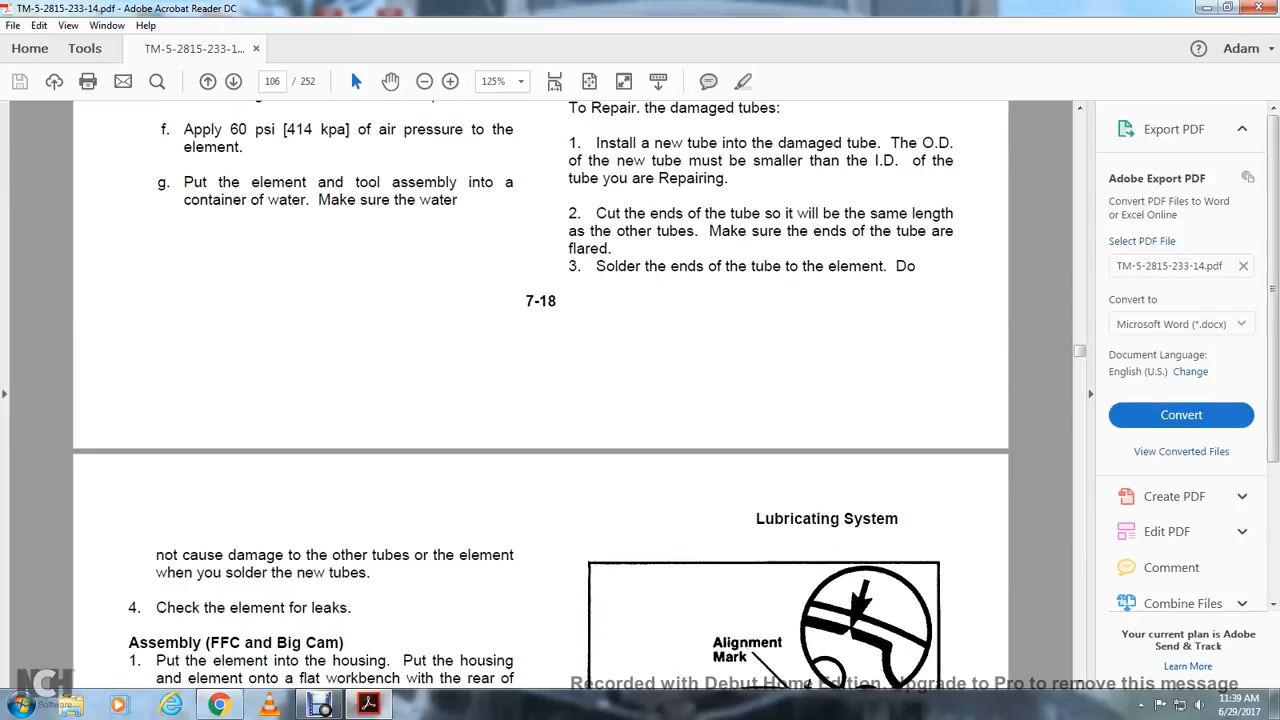 TM-5-2815-233-14.pdf - Adobe Acrobat Reader DC
File Edit View Window Help
Home Tools TM-5-2815-233-1... × Adam
106 / 252 125%
To Repair. the damaged tubes:
f. Apply 60 psi [414 kpa] of air pressure to the
element.
g. Put the element and tool assembly into a
container of water. Make sure the water
1. Install a new tube into the damaged tube. The O.D.
of the new tube must be smaller than the I.D. of the
tube you are Repairing.
2. Cut the ends of the tube so it will be the same length
as the other tubes. Make sure the ends of the tube are
flared.
3. Solder the ends of the tube to the element. Do
7-18
Lubricating System
not cause damage to the other tubes or the element
when you solder the new tubes.
4. Check the element for leaks.
Assembly (FFC and Big Cam)
1. Put the element into the housing. Put the housing
and element onto a flat workbench with the rear of
Alignment
Mark
Export PDF
Adobe Export PDF
Convert PDF Files to Word
or Excel Online
Select PDF File
TM-5-2815-233-14.pdf ×
Convert to
Microsoft Word (*.docx)
Document Language:
English (U.S.) Change
Convert
View Converted Files
Create PDF
Edit PDF
Comment
Combine Files
Your current plan is Adobe
Send & Track
Learn More
Recorded with Debut Home Edition. Upgrade to Pro to remove this message
NCH
Software
11:39 AM
6/29/2017